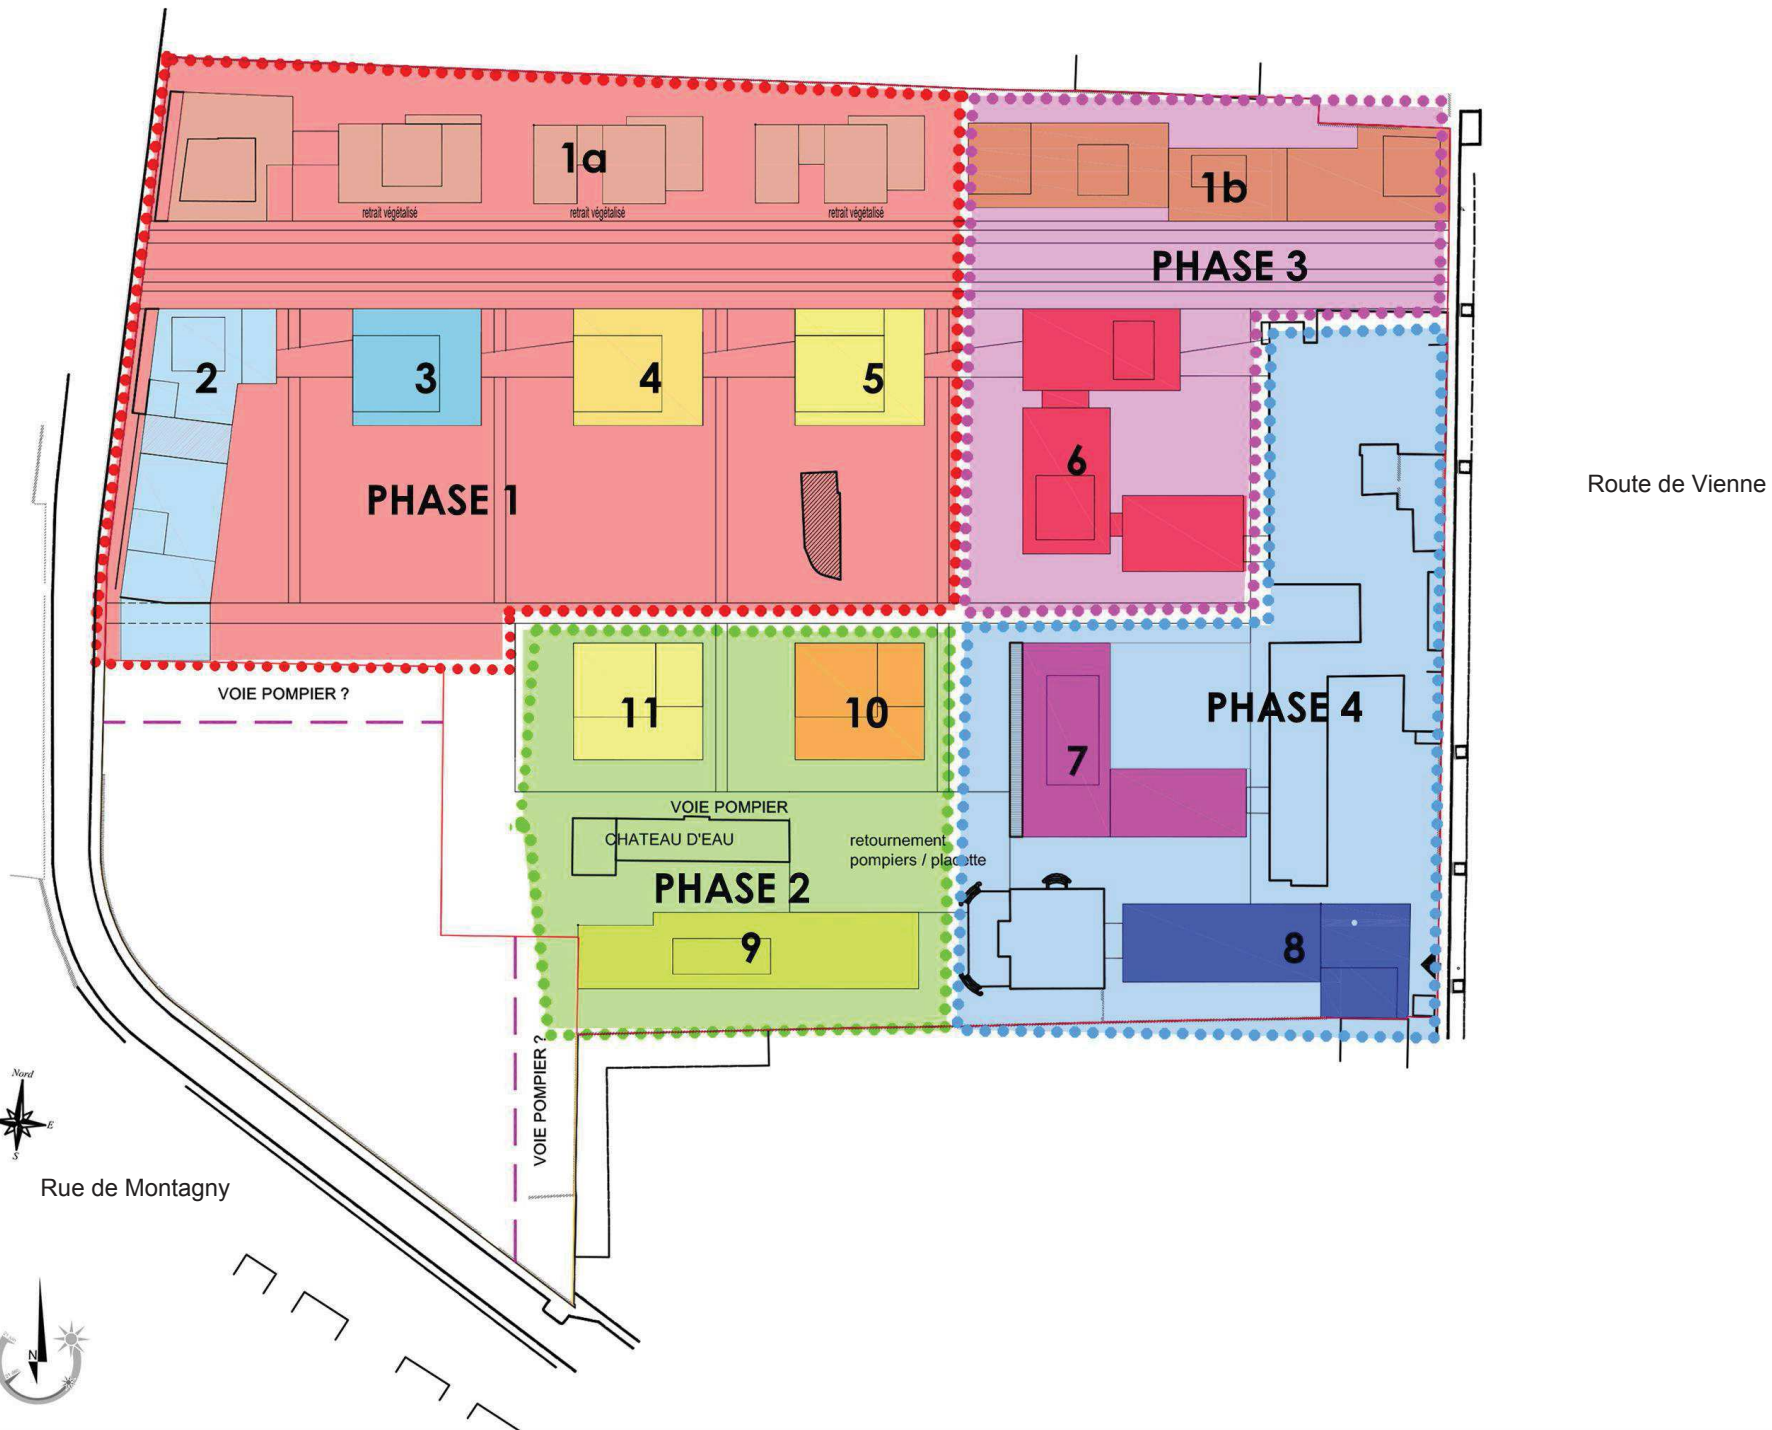 1a
1b
retrait végétalisé
retrait végétalisé
retrait végétalisé
PHASE 3
2
3
4
5
6
PHASE 1
Route de Vienne
VOIE POMPIER ?
11
10
7
PHASE 4
VOIE POMPIER
CHATEAU D'EAU
retournement
pompiers / placette
PHASE 2
9
8
VOIE POMPIER ?
Nord
E
S
Rue de Montagny
N